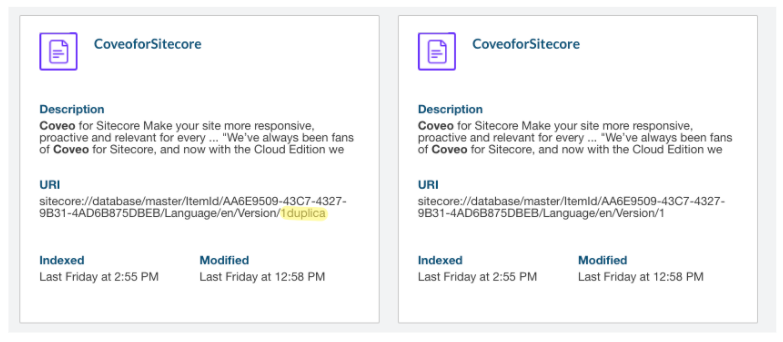 CoveoforSitecore
Description
Coveo for Sitecore Make your site more responsive,
proactive and relevant for every ... "We've always been fans
of Coveo for Sitecore, and now with the Cloud Edition we
URI
sitecore://database/master/ItemId/AA6E9509-43C7-4327-
9B31-4AD6B875DBEB/Language/en/Version/1duplica
Indexed Modified
Last Friday at 2:55 PM Last Friday at 12:58 PM
CoveoforSitecore
Description
Coveo for Sitecore Make your site more responsive,
proactive and relevant for every ... "We've always been fans
of Coveo for Sitecore, and now with the Cloud Edition we
URI
sitecore://database/master/ItemId/AA6E9509-43C7-4327-
9B31-4AD6B875DBEB/Language/en/Version/1
Indexed Modified
Last Friday at 2:55 PM Last Friday at 12:58 PM